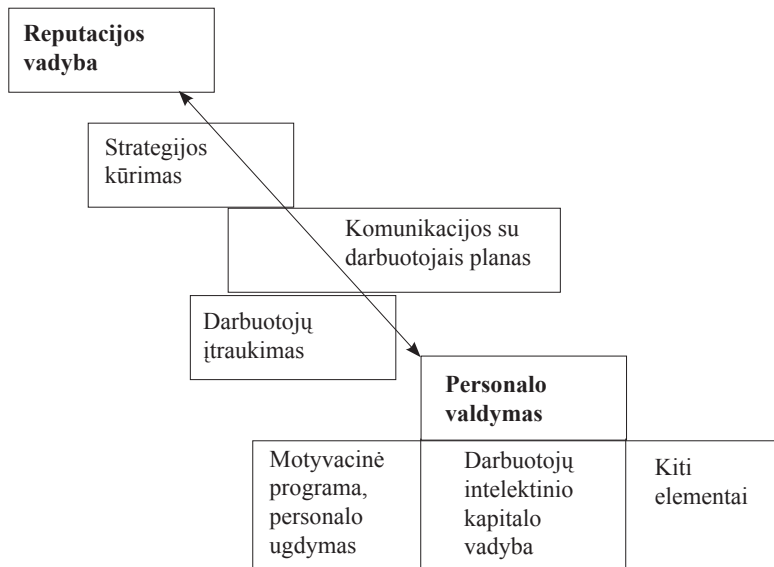 Reputacijos
vadyba
Strategijos
kūrimas
Komunikacijos su
darbuotojais planas
Darbuotojų
įtraukimas
Personalo
valdymas
Motyvacinė
programa,
personalo
ugdymas
Darbuotojų
intelektinio
kapitalo
vadyba
Kiti
elementai